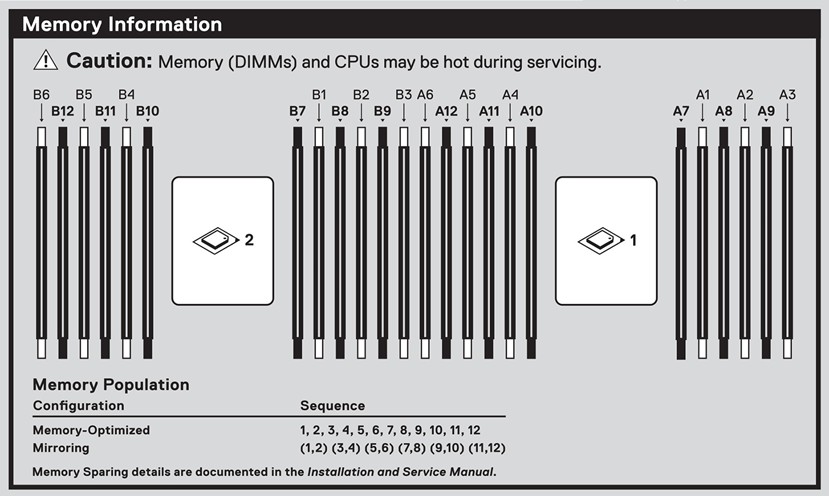 Memory Information
Caution: Memory (DIMMs) and CPUs may be hot during servicing.
B6 B5 B4 B1 B2 B3 A6 A5 A4 A1 A2 A3
B12 B11 B10 B7 B8 B9 A12 A11 A10 A7 A8 A9
2 1
Memory Population
Configuration Sequence
Memory-Optimized 1, 2, 3, 4, 5, 6, 7, 8, 9, 10, 11, 12
Mirroring (1,2) (3,4) (5,6) (7,8) (9,10) (11,12)
Memory Sparing details are documented in the Installation and Service Manual.